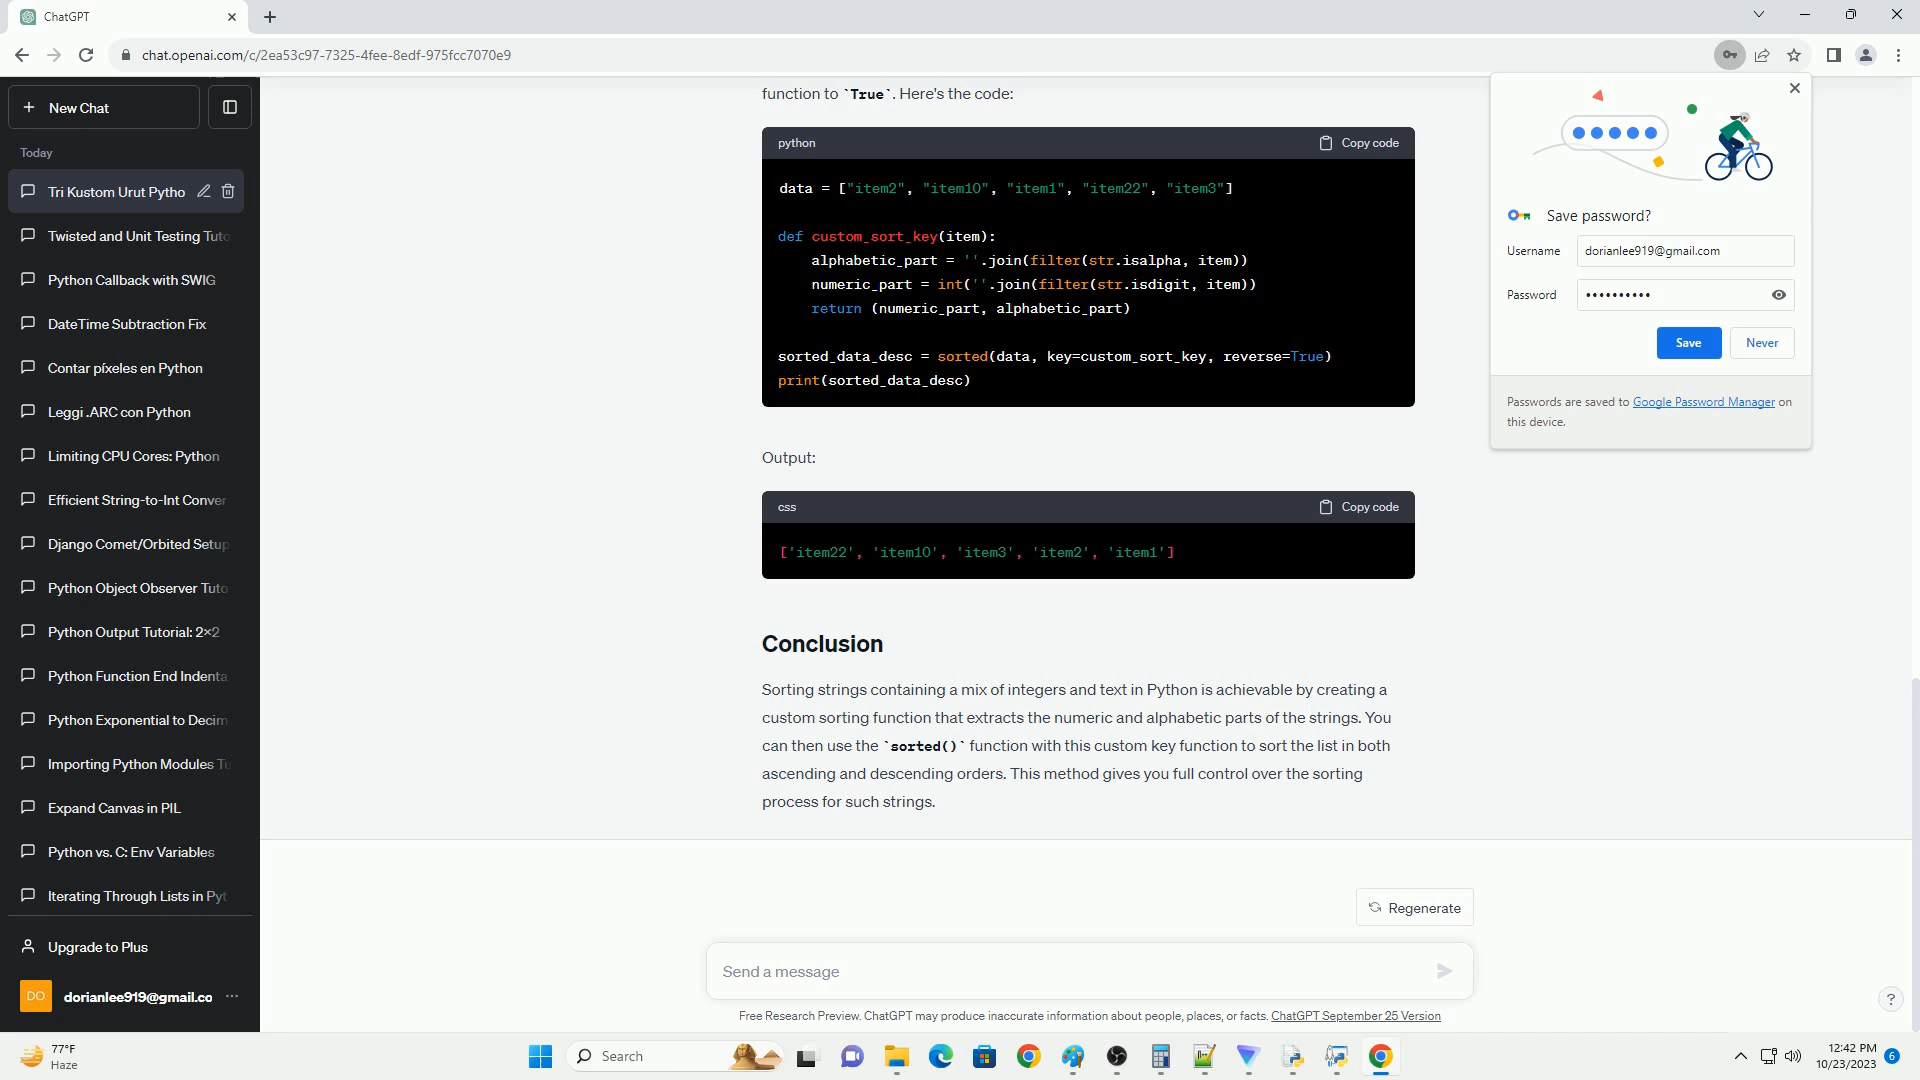 ChatGPT
chat.openai.com/c/2ea53c97-7325-4fee-8edf-975fcc7070e9
New Chat
Today
Tri Kustom Urut Pytho
Twisted and Unit Testing Tuto
Python Callback with SWIG
DateTime Subtraction Fix
Contar píxeles en Python
Leggi .ARC con Python
Limiting CPU Cores: Python
Efficient String-to-Int Conver
Django Comet/Orbited Setup
Python Object Observer Tuto
Python Output Tutorial: 2×2
Python Function End Indenta
Python Exponential to Decim
Importing Python Modules Tu
Expand Canvas in PIL
Python vs. C: Env Variables
Iterating Through Lists in Pyt
Upgrade to Plus
DO
dorianlee919@gmail.co
function to `True`. Here's the code:
python
Copy code
data = ["item2", "item10", "item1", "item22", "item3"]
def custom_sort_key(item):
    alphabetic_part = ''.join(filter(str.isalpha, item))
    numeric_part = int(''.join(filter(str.isdigit, item))
    return (numeric_part, alphabetic_part)
sorted_data_desc = sorted(data, key=custom_sort_key, reverse=True)
print(sorted_data_desc)
Output:
css
Copy code
['item22', 'item10', 'item3', 'item2', 'item1']
Conclusion
Sorting strings containing a mix of integers and text in Python is achievable by creating a
custom sorting function that extracts the numeric and alphabetic parts of the strings. You
can then use the `sorted()` function with this custom key function to sort the list in both
ascending and descending orders. This method gives you full control over the sorting
process for such strings.
Regenerate
Send a message
Free Research Preview. ChatGPT may produce inaccurate information about people, places, or facts. ChatGPT September 25 Version
?
Save password?
Username
dorianlee919@gmail.com
Password
••••••••••
Save
Never
Passwords are saved to Google Password Manager on
this device.
77°F
Haze
Search
12:42 PM
10/23/2023
6